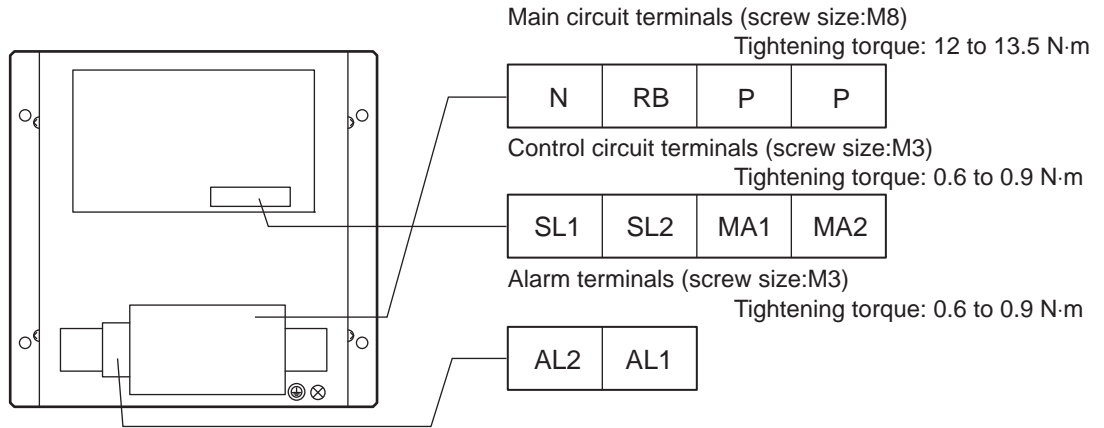 Main circuit terminals (screw size:M8)
Tightening torque: 12 to 13.5 N·m
N RB P P
Control circuit terminals (screw size:M3)
Tightening torque: 0.6 to 0.9 N·m
SL1 SL2 MA1 MA2
Alarm terminals (screw size:M3)
Tightening torque: 0.6 to 0.9 N·m
AL2 AL1